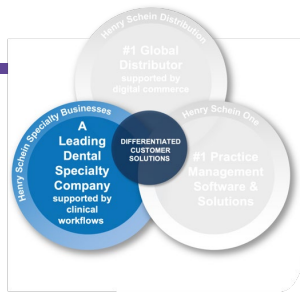 Henry Schein Distribution
#1 Global
Distributor
supported by
digital commerce
Henry Schein Specialty Businesses
A
Leading
Dental
Specialty
Company
supported by
clinical
workflows
DIFFERENTIATED
CUSTOMER
SOLUTIONS
Henry Schein One
#1 Practice
Management
Software &
Solutions